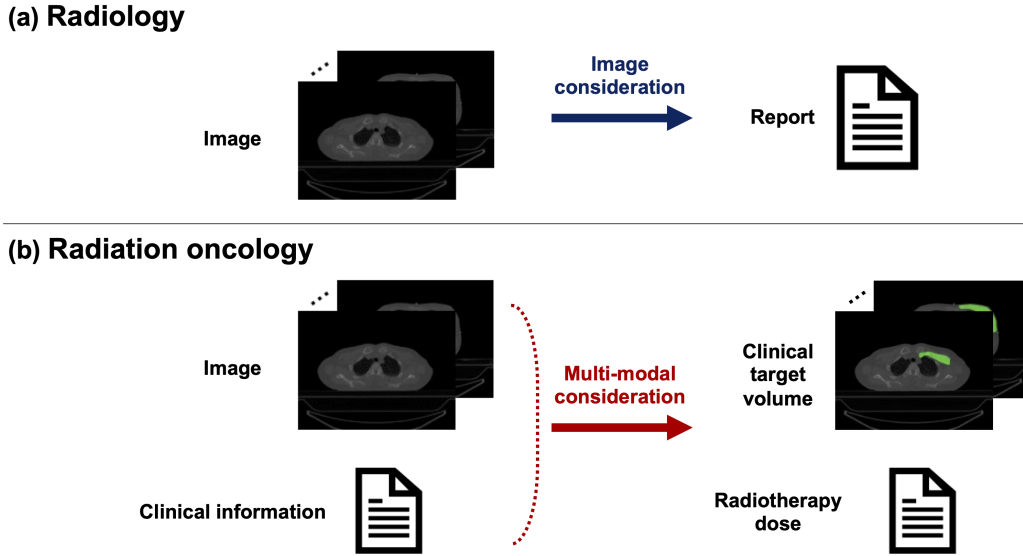 (a) Radiology
Image
Image
consideration
Report
(b) Radiation oncology
Image
Multi-modal
consideration
Clinical
target
volume
Clinical information
Radiotherapy
dose